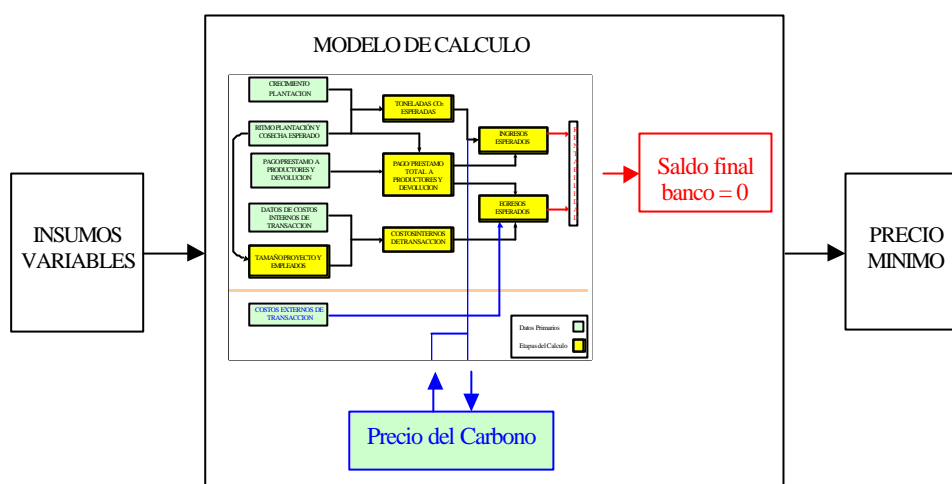 MODELO DE CALCULO
CRECIMIENTO
PLANTACION
TONELADAS CO2
ESPERADAS
RITMO PLANTACIÓN Y
COSECHA ESPERADO
INGRESOS
ESPERADOS
PAGO/PRESTAMO A
PRODUCTORES Y
DEVOLUCION
PAGO/PRESTAMO
TOTAL A
PRODUCTORES Y
DEVOLUCION
RENTABILIDAD
Saldo final
banco = 0
EGRESOS
ESPERADOS
DATOS DE COSTOS
INTERNOS DE
TRANSACCION
COSTOS INTERNOS
DE TRANSACCION
TAMAÑO PROYECTO Y
EMPLEADOS
INSUMOS
VARIABLES
PRECIO
MINIMO
COSTOS EXTERNOS DE
TRANSACCION
Datos Primarios
Etapas del Calculo
Precio del Carbono